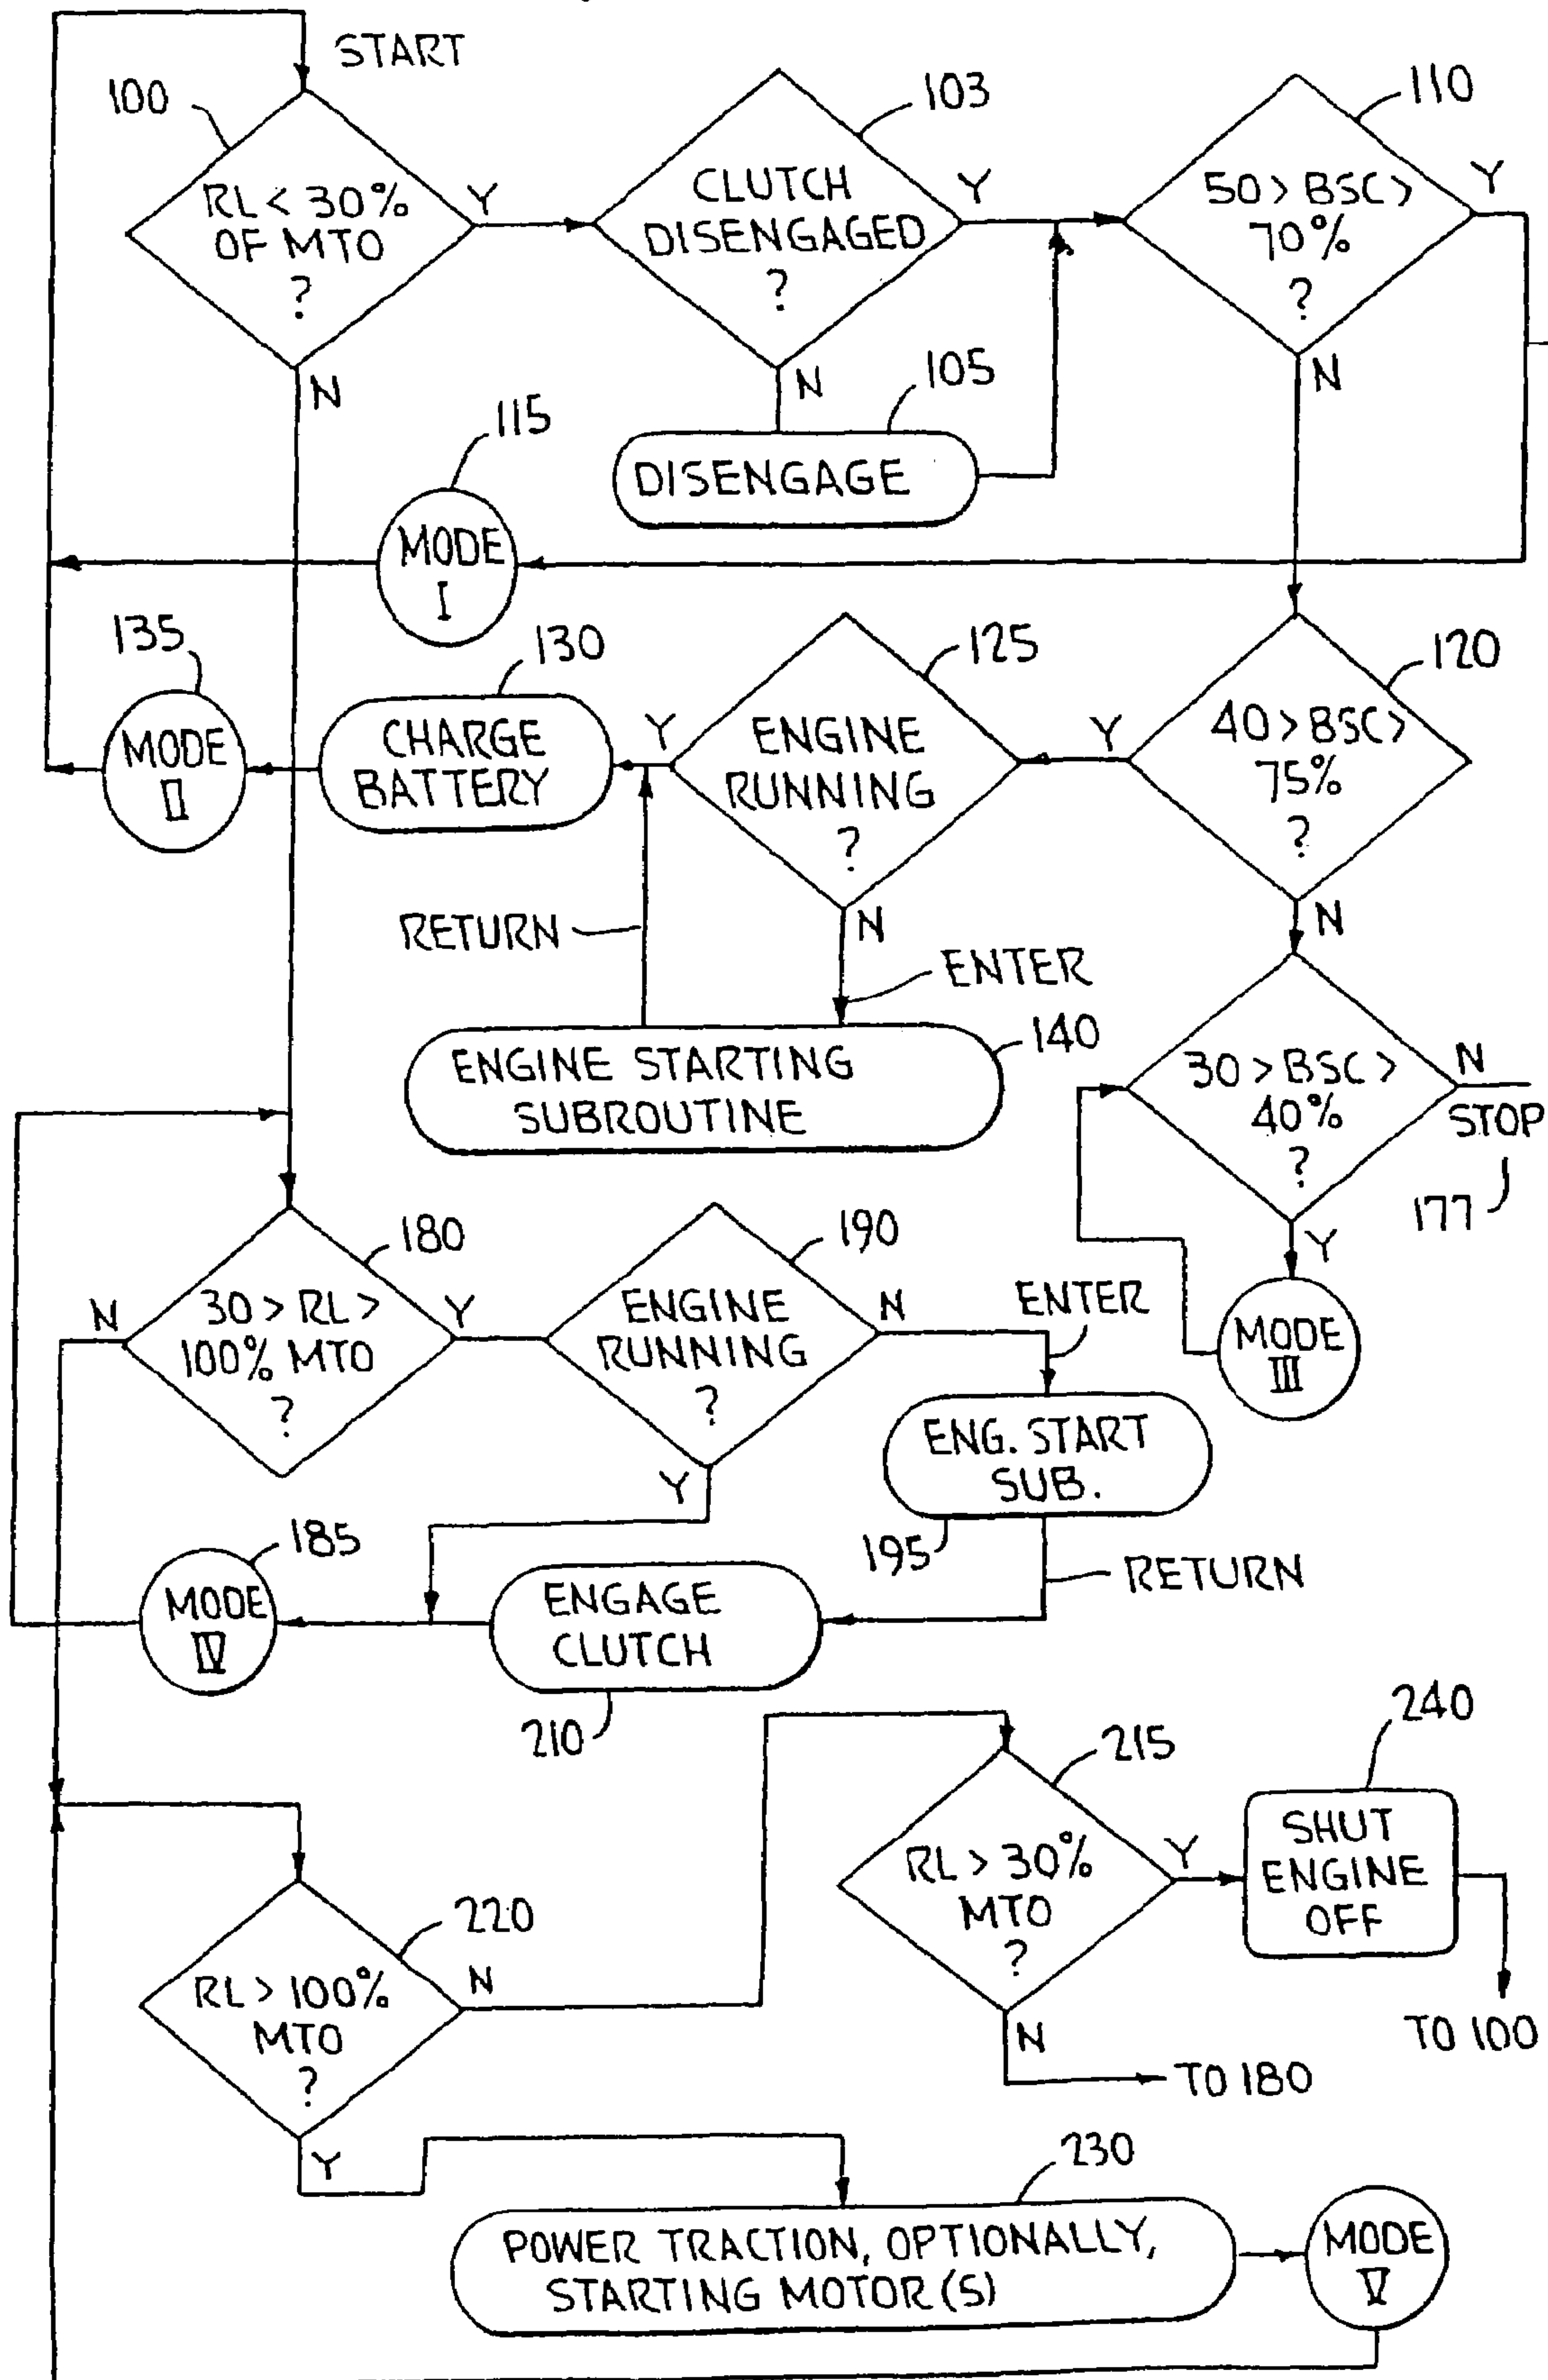 START
100
RL < 30%
OF MTO
?
Y
N
103
CLUTCH
DISENGAGED
?
Y
N
110
50 > BSC >
70%
?
Y
N
105
DISENGAGE
115
MODE
I
135
MODE
II
130
CHARGE
BATTERY
Y
125
ENGINE
RUNNING
?
N
Y
120
40 > BSC >
75%
?
N
RETURN
ENTER
140
ENGINE STARTING
SUBROUTINE
30 > BSC >
40%
?
N
STOP
177
Y
MODE
III
180
30 > RL >
100% MTO
?
N
Y
190
ENGINE
RUNNING
?
N
Y
ENTER
ENG. START
SUB.
195
RETURN
185
MODE
IV
ENGAGE
CLUTCH
210
215
RL > 30%
MTO
?
Y
N
240
SHUT
ENGINE
OFF
TO 100
TO 180
220
RL > 100%
MTO
?
N
Y
230
POWER TRACTION, OPTIONALLY,
STARTING MOTOR(S)
MODE
V